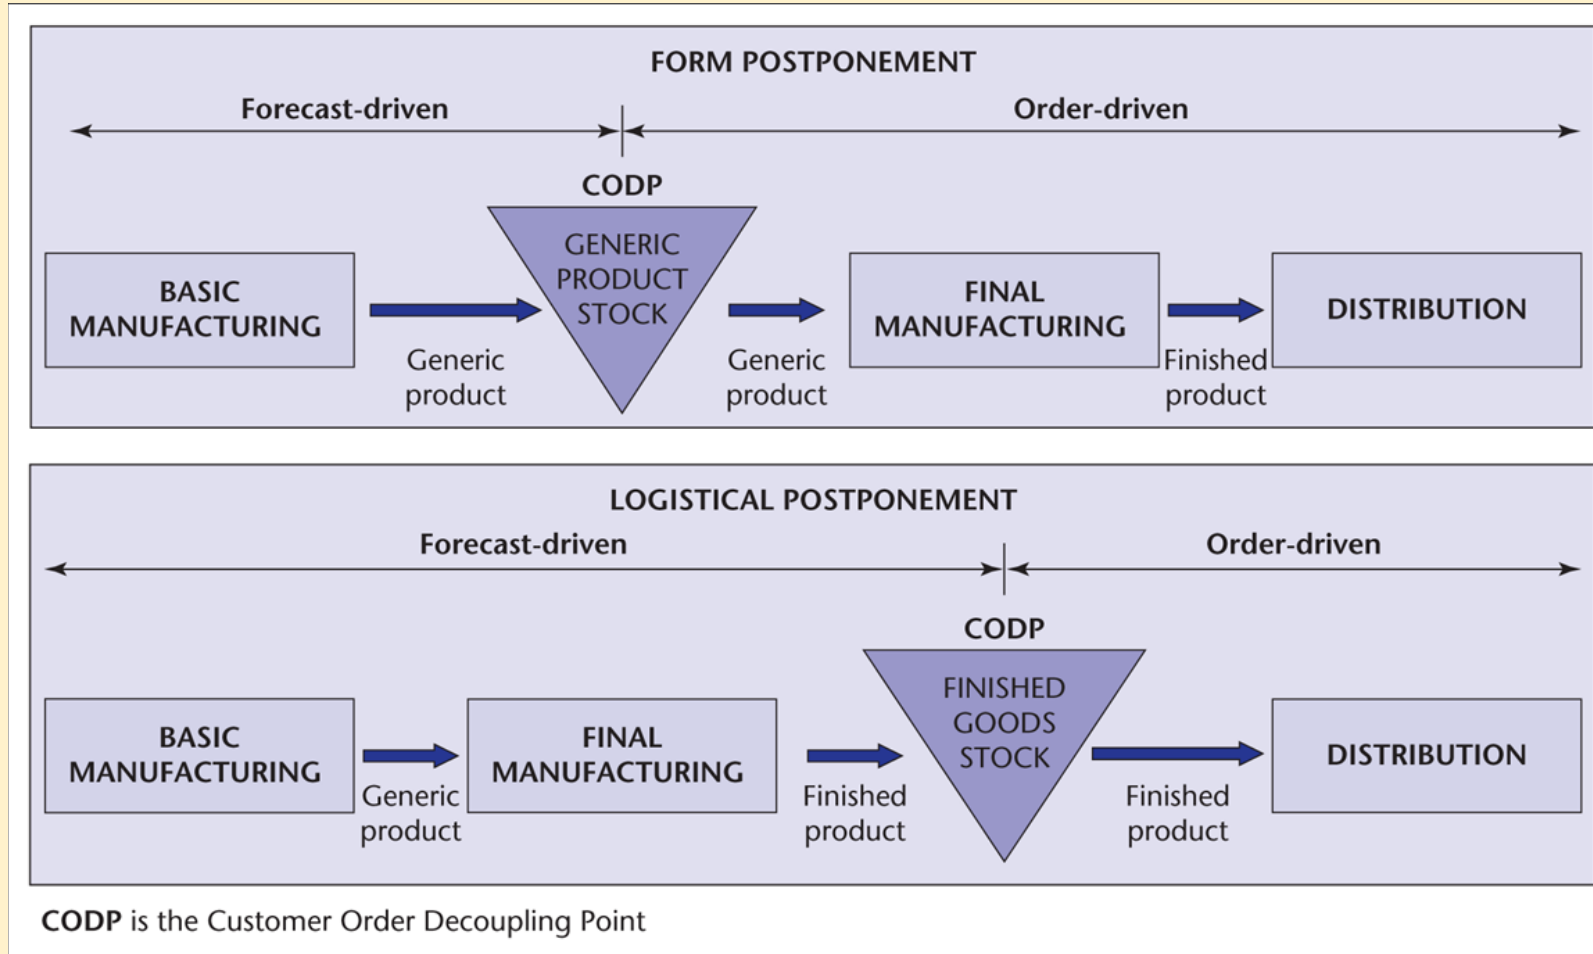 FORM POSTPONEMENT
Forecast-driven
Order-driven
CODP
BASIC
MANUFACTURING
Generic
product
GENERIC
PRODUCT
STOCK
Generic
product
FINAL
MANUFACTURING
Finished
product
DISTRIBUTION
LOGISTICAL POSTPONEMENT
Forecast-driven
Order-driven
CODP
BASIC
MANUFACTURING
Generic
product
FINAL
MANUFACTURING
Finished
product
FINISHED
GOODS
STOCK
Finished
product
DISTRIBUTION
CODP is the Customer Order Decoupling Point